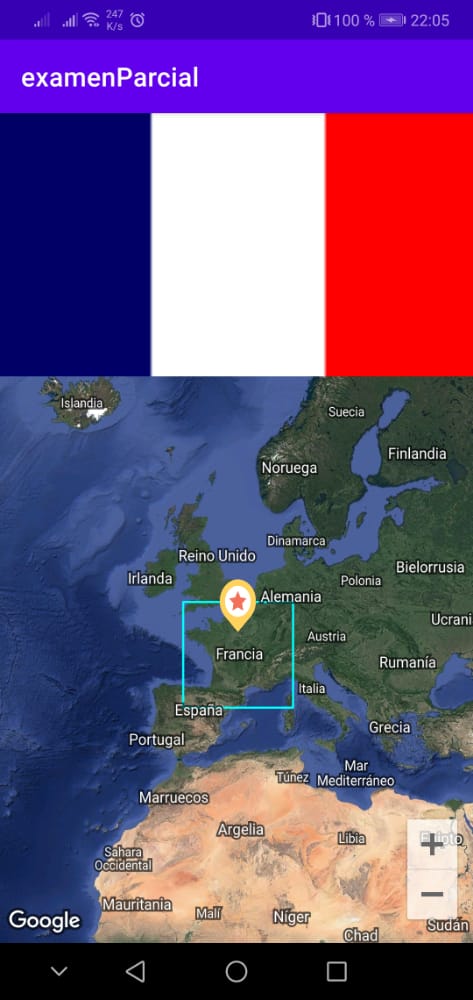 247
K/s
100 % 22:05
examenParcial
Islandia
Suecia
Finlandia
Noruega
Dinamarca
Reino Unido
Bielorrusia
Irlanda
Polonia
Alemania
Ucrani
Austria
Francia
Rumanía
Italia
España
Grecia
Portugal
Mar
Mediterráneo
Túnez
Marruecos
Argelia
Libia
Sahara
Occidental
Mauritania
Malí
Níger
Sudán
Chad
Google